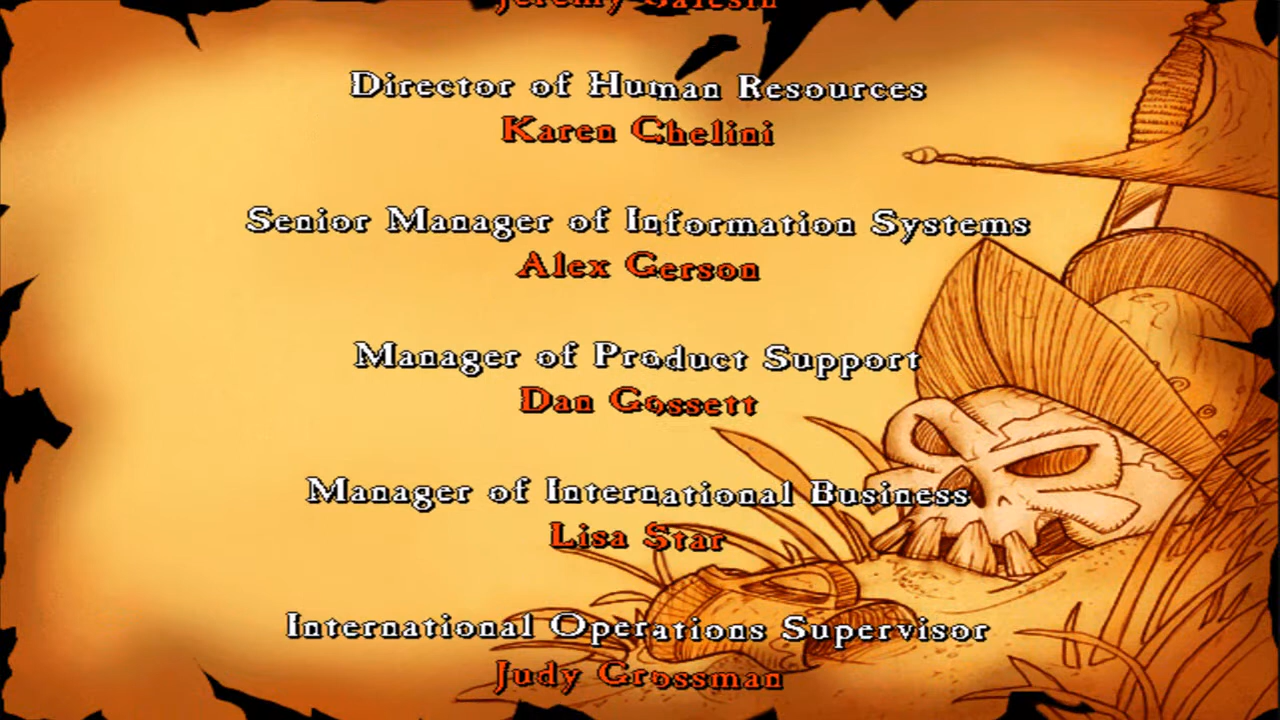 Director of Human Resources
Karen Chelini
Senior Manager of Information Systems
Alex Gerson
Manager of Product Support
Dan Gossett
Manager of International Business
Lisa Star
International Operations Supervisor
Judy Grossman